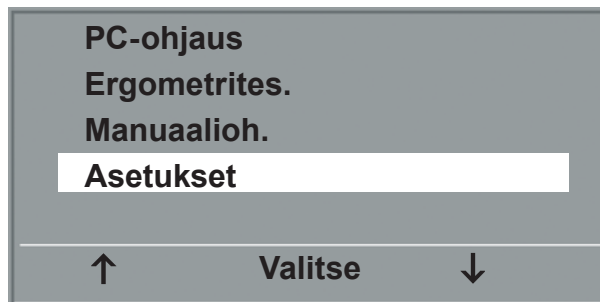 PC-ohjaus
Ergometrites.
Manuaalioh.
Asetukset
↑ Valitse ↓